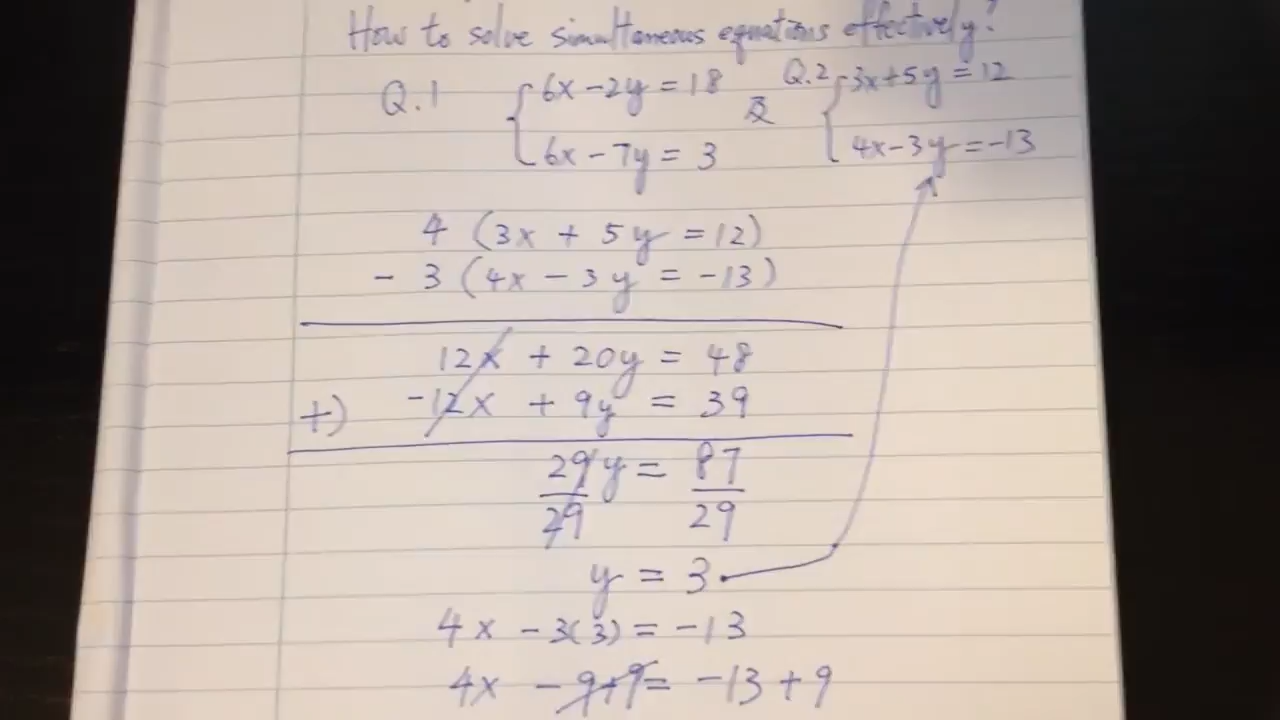 How to solve simultaneous equations effectively?
Q.1 { 6x - 2y = 18 及 Q.2 { 3x + 5y = 12
6x - 7y = 3 4x - 3y = -13
4 (3x + 5y = 12)
- 3 (4x - 3y = -13)
12x + 20y = 48
+) -12x + 9y = 39
29y = 87
29 29
y = 3
4x - 3(3) = -13
4x - 9+9 = -13 + 9